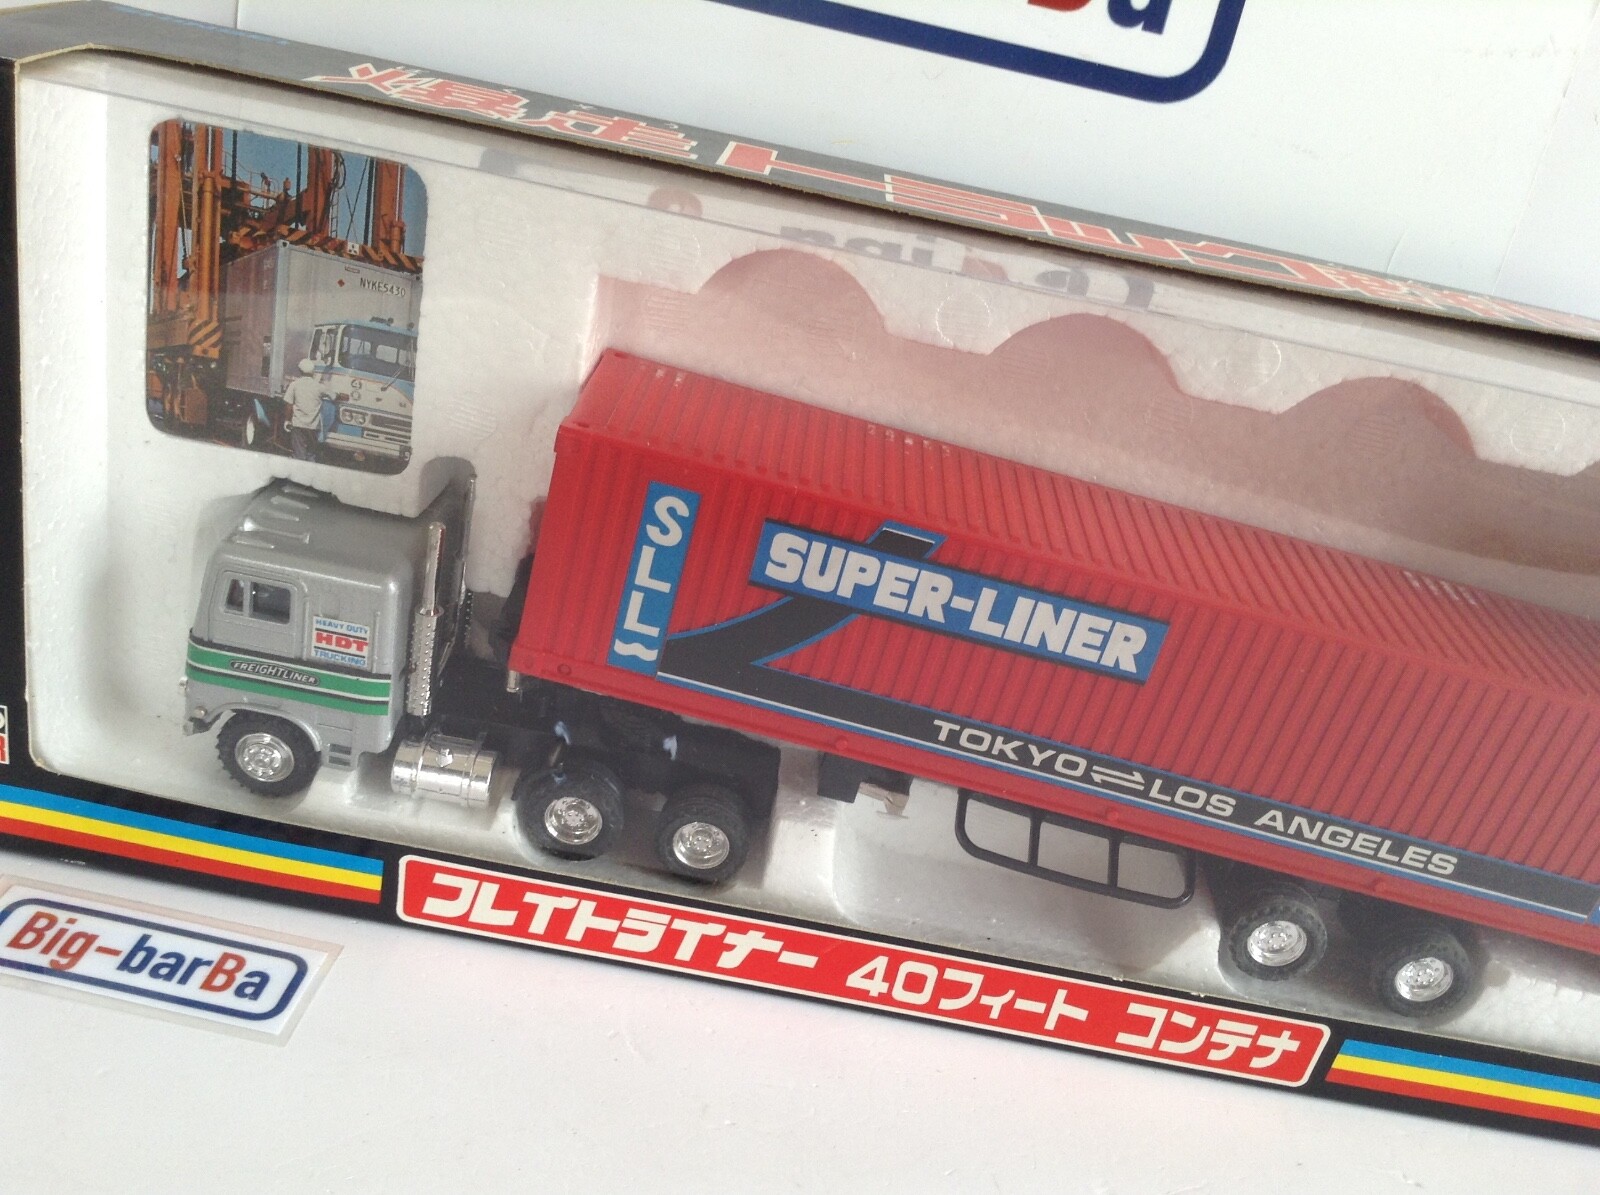 NYKE5430
SLL
SUPER-LINER
HEAVY DUTY
HDT
TRUCKING
FREIGHTLINER
TOKYO⇌LOS ANGELES
フレイトライナー 40フィート コンテナ
Big-barBa